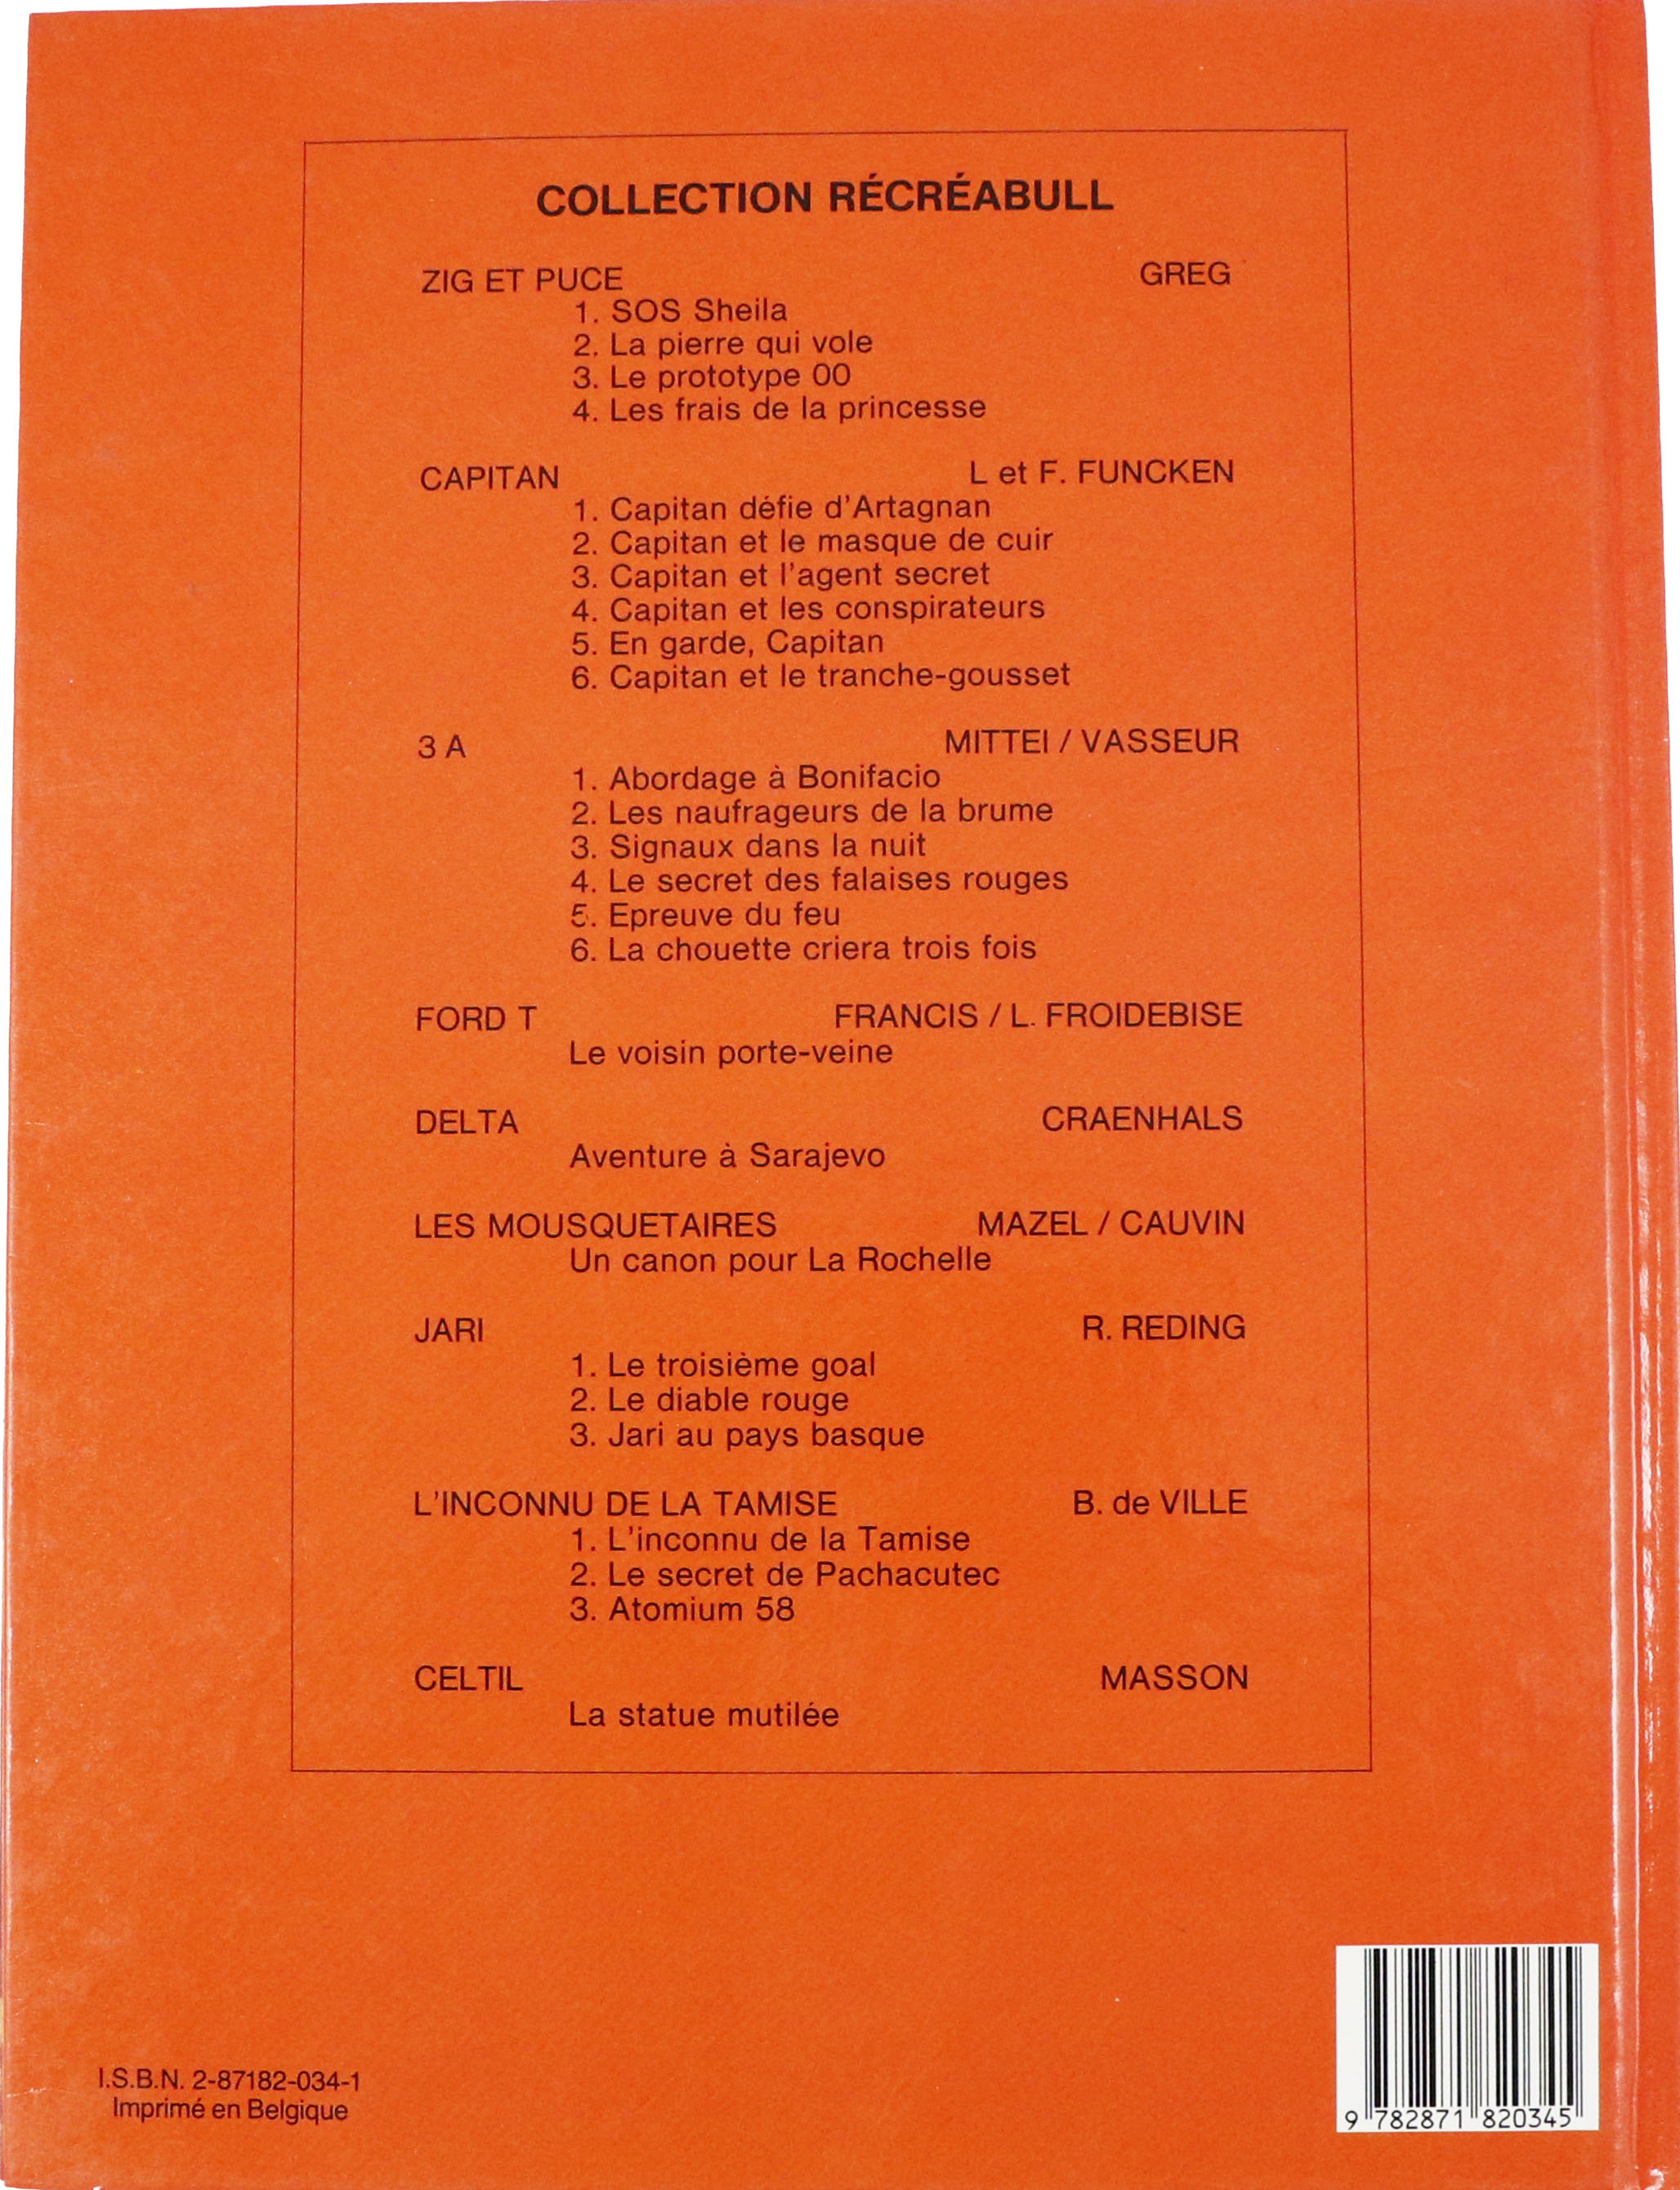 COLLECTION RÉCRÉABULL
ZIG ET PUCE GREG
1. SOS Sheila
2. La pierre qui vole
3. Le prototype 00
4. Les frais de la princesse
CAPITAN L et F. FUNCKEN
1. Capitan défie d'Artagnan
2. Capitan et le masque de cuir
3. Capitan et l'agent secret
4. Capitan et les conspirateurs
5. En garde, Capitan
6. Capitan et le tranche-gousset
3 A MITTEI / VASSEUR
1. Abordage à Bonifacio
2. Les naufrageurs de la brume
3. Signaux dans la nuit
4. Le secret des falaises rouges
5. Epreuve du feu
6. La chouette criera trois fois
FORD T FRANCIS / L. FROIDEBISE
Le voisin porte-veine
DELTA CRAENHALS
Aventure à Sarajevo
LES MOUSQUETAIRES MAZEL / CAUVIN
Un canon pour La Rochelle
JARI R. REDING
1. Le troisième goal
2. Le diable rouge
3. Jari au pays basque
L'INCONNU DE LA TAMISE B. de VILLE
1. L'inconnu de la Tamise
2. Le secret de Pachacutec
3. Atomium 58
CELTIL MASSON
La statue mutilée
I.S.B.N. 2-87182-034-1
Imprimé en Belgique
9 782871 820345